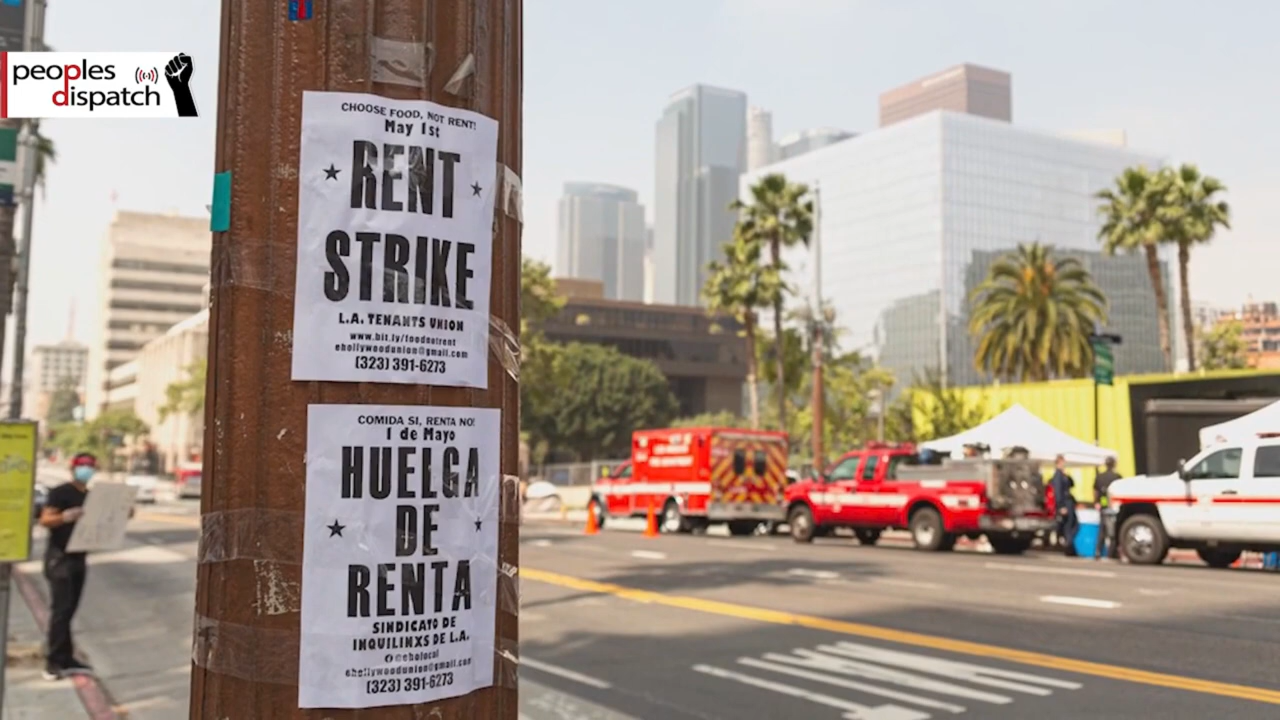 peoples
dispatch
CHOOSE FOOD, NOT RENT!
May 1st
RENT
STRIKE
L.A. TENANTS UNION
www.bit.ly/foodnotrent
ehollywoodunion@gmail.com
(323) 391-6273
COMIDA SI, RENTA NO!
1 de Mayo
HUELGA
DE
RENTA
SINDICATO DE
INQUILINXS DE L.A.
@eholocal
ehollywoodunion@gmail.com
(323) 391-6273